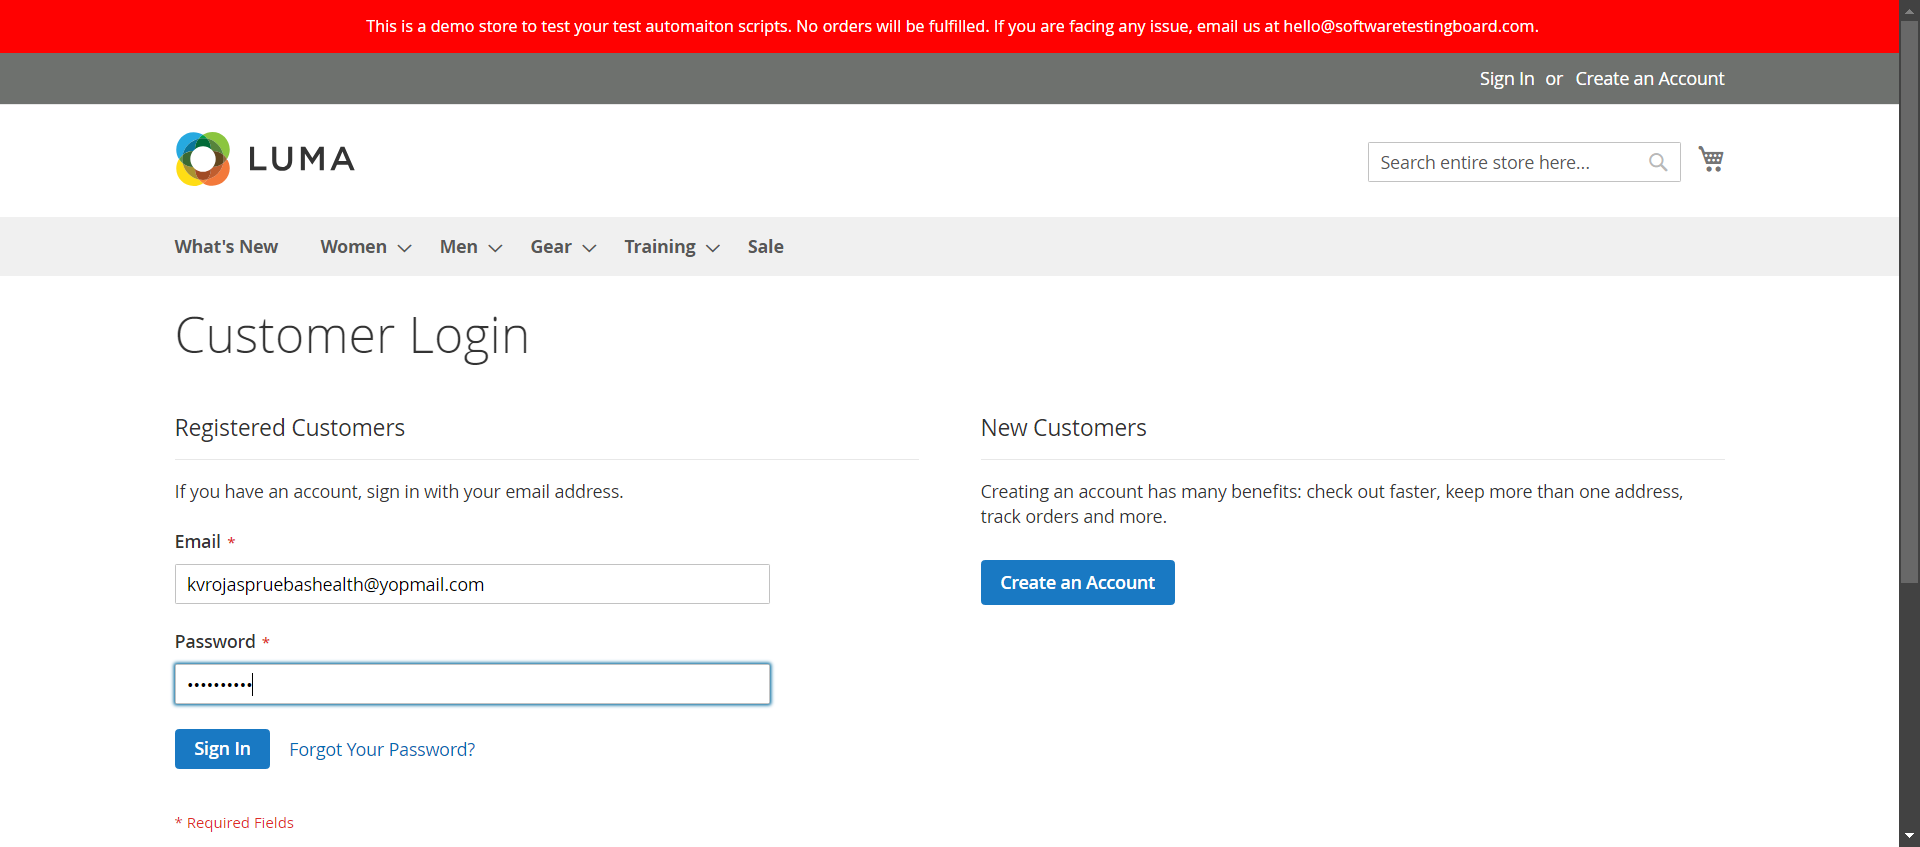 This is a demo store to test your test automaiton scripts. No orders will be fulfilled. If you are facing any issue, email us at hello@softwaretestingboard.com.
Sign In or Create an Account
LUMA
Search entire store here...
What's New Women Men Gear Training Sale
Customer Login
Registered Customers
If you have an account, sign in with your email address.
Email *
kvrojaspruebashealth@yopmail.com
Password *
••••••••••
Sign In Forgot Your Password?
* Required Fields
New Customers
Creating an account has many benefits: check out faster, keep more than one address,
track orders and more.
Create an Account